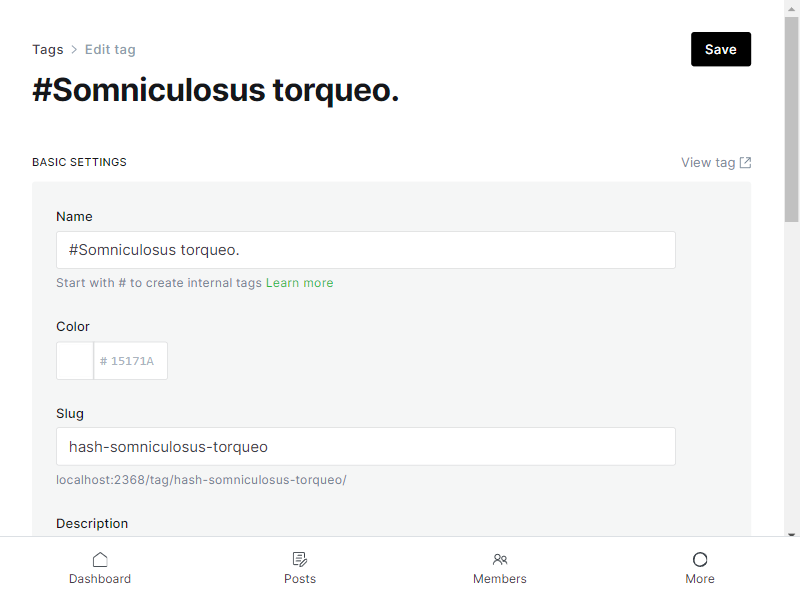 Tags > Edit tag
Save
#Somniculosus torqueo.
BASIC SETTINGS
View tag
Name
#Somniculosus torqueo.
Start with # to create internal tags Learn more
Color
# 15171A
Slug
hash-somniculosus-torqueo
localhost:2368/tag/hash-somniculosus-torqueo/
Description
Dashboard
Posts
Members
More